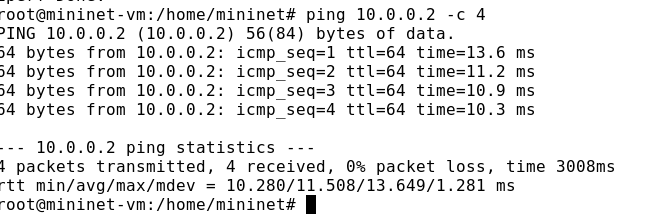 root@mininet-vm:/home/mininet# ping 10.0.0.2 -c 4
PING 10.0.0.2 (10.0.0.2) 56(84) bytes of data.
64 bytes from 10.0.0.2: icmp_seq=1 ttl=64 time=13.6 ms
64 bytes from 10.0.0.2: icmp_seq=2 ttl=64 time=11.2 ms
64 bytes from 10.0.0.2: icmp_seq=3 ttl=64 time=10.9 ms
64 bytes from 10.0.0.2: icmp_seq=4 ttl=64 time=10.3 ms
--- 10.0.0.2 ping statistics ---
4 packets transmitted, 4 received, 0% packet loss, time 3008ms
rtt min/avg/max/mdev = 10.280/11.508/13.649/1.281 ms
root@mininet-vm:/home/mininet#